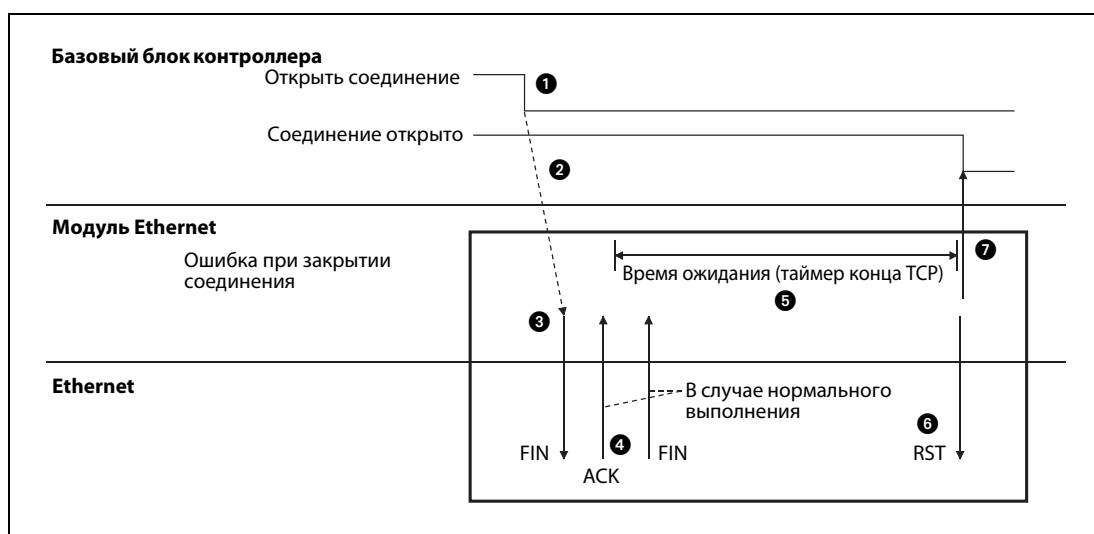 Базовый блок контроллера
Открыть соединение
❶
Соединение открыто
❷
Модуль Ethernet
Ошибка при закрытии
соединения
❼
Время ожидания (таймер конца TCP)
❺
❸
Ethernet
В случае нормального
выполнения
❹
❻
FIN
FIN
RST
ACK